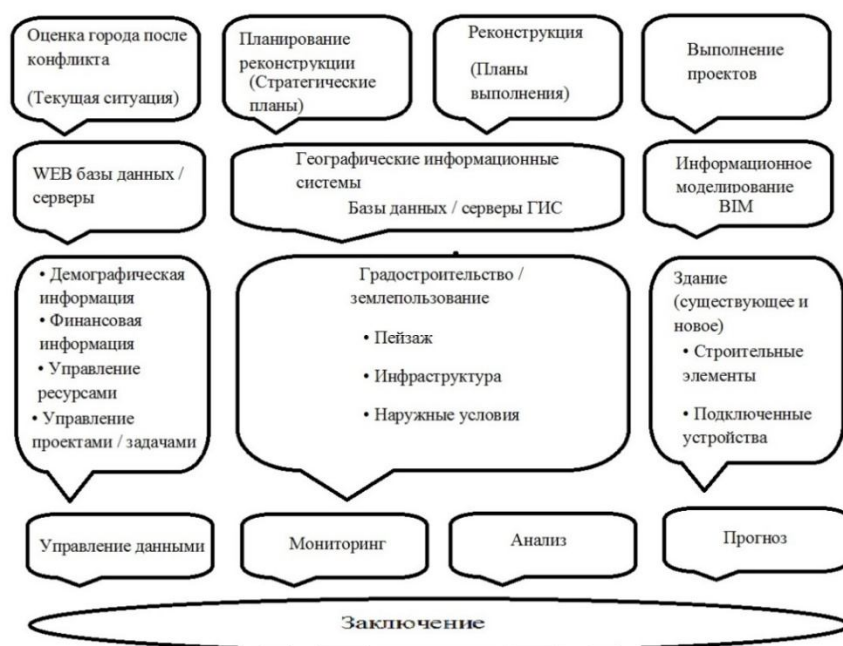 Оценка города после
конфликта
(Текущая ситуация)
Планирование
реконструкции
(Стратегические
планы)
Реконструкция
(Планы
выполнения)
Выполнение
проектов
WEB базы данных /
серверы
Географические информационные
системы
Базы данных / серверы ГИС
Информационное
моделирование
BIM
• Демографическая
информация
• Финансовая
информация
• Управление
ресурсами
• Управление
проектами / задачами
Градостроительство /
землепользование
• Пейзаж
• Инфраструктура
• Наружные условия
Здание
(существующее и
новое)
• Строительные
элементы
• Подключенные
устройства
Управление данными
Мониторинг
Анализ
Прогноз
Заключение